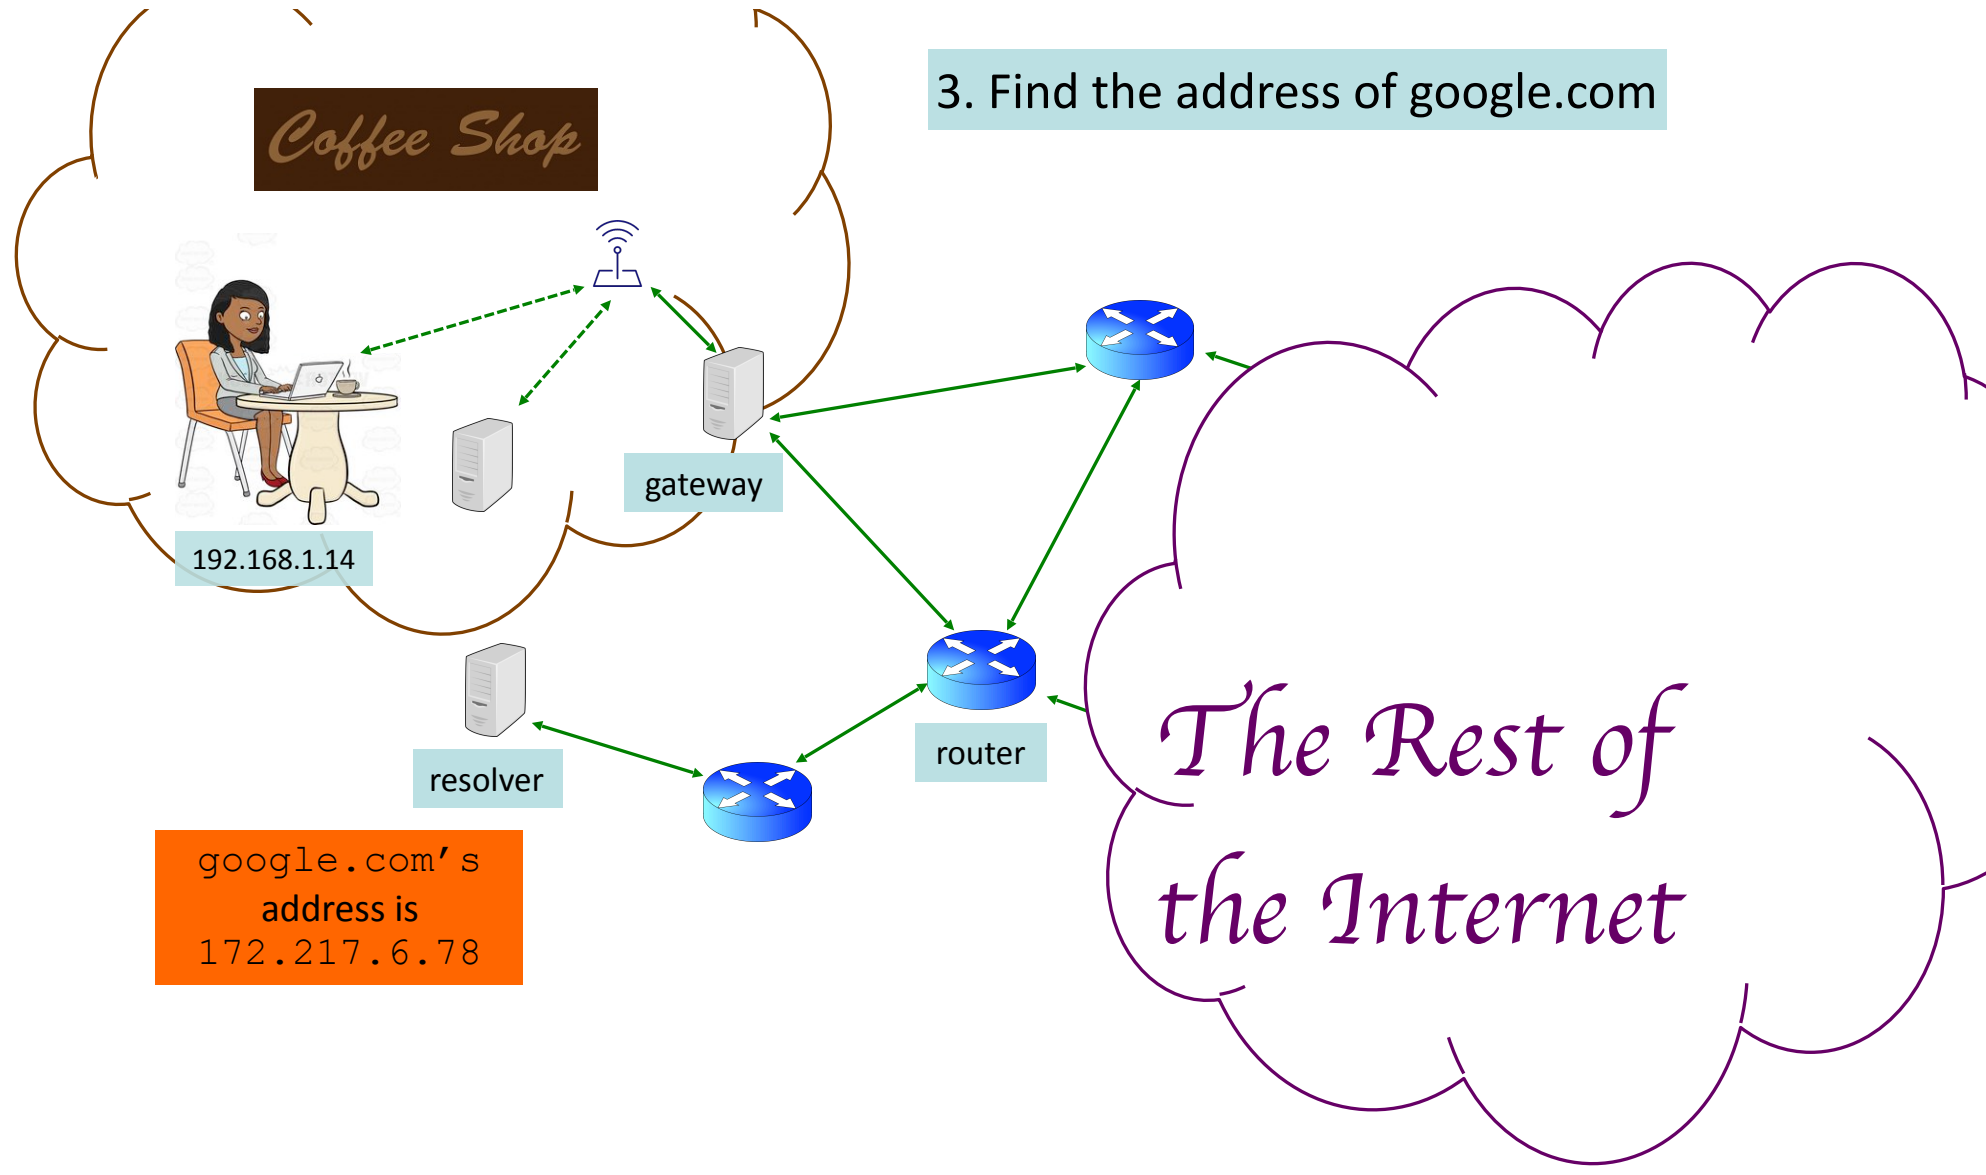 3. Find the address of google.com
Coffee Shop
gateway
192.168.1.14
router
resolver
The Rest of
the Internet
google.com’s
address is
172.217.6.78